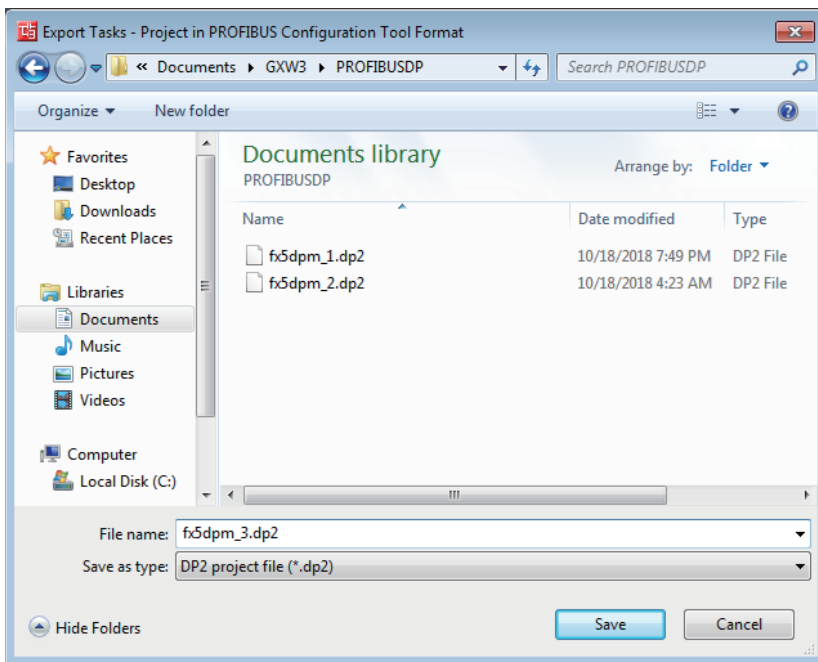 Export Tasks - Project in PROFIBUS Configuration Tool Format
« Documents ▸ GXW3 ▸ PROFIBUSDP
Search PROFIBUSDP
Organize
New folder
Favorites
Desktop
Downloads
Recent Places
Libraries
Documents
Music
Pictures
Videos
Computer
Local Disk (C:)
Documents library
PROFIBUSDP
Arrange by: Folder
Name Date modified Type
fx5dpm_1.dp2 10/18/2018 7:49 PM DP2 File
fx5dpm_2.dp2 10/18/2018 4:23 AM DP2 File
File name: fx5dpm_3.dp2
Save as type: DP2 project file (*.dp2)
Hide Folders
Save
Cancel